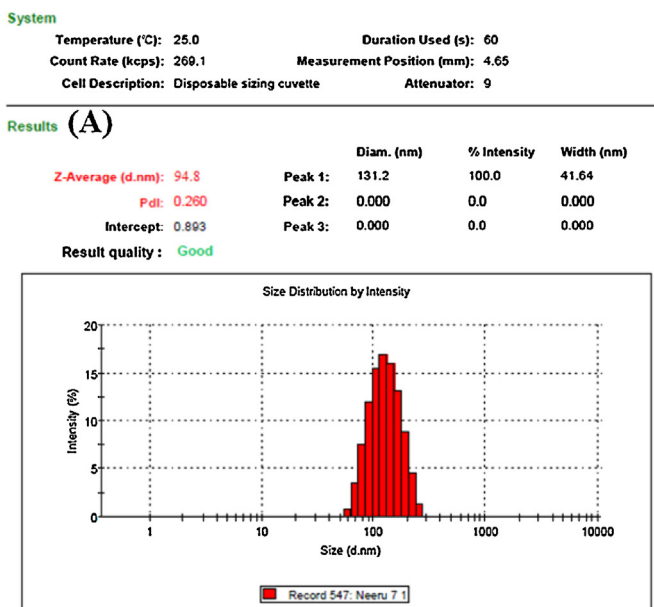 System
Temperature (°C): 25.0 Duration Used (s): 60
Count Rate (kcps): 269.1 Measurement Position (mm): 4.65
Cell Description: Disposable sizing cuvette Attenuator: 9
Results (A)
Diam. (nm) % Intensity Width (nm)
Z-Average (d.nm): 94.8 Peak 1: 131.2 100.0 41.64
PdI: 0.260 Peak 2: 0.000 0.0 0.000
Intercept: 0.893 Peak 3: 0.000 0.0 0.000
Result quality : Good
Size Distribution by Intensity
20
15
10
5
0
Intensity (%)
1 10 100 1000 10000
Size (d.nm)
Record 547: Neeru 7 1